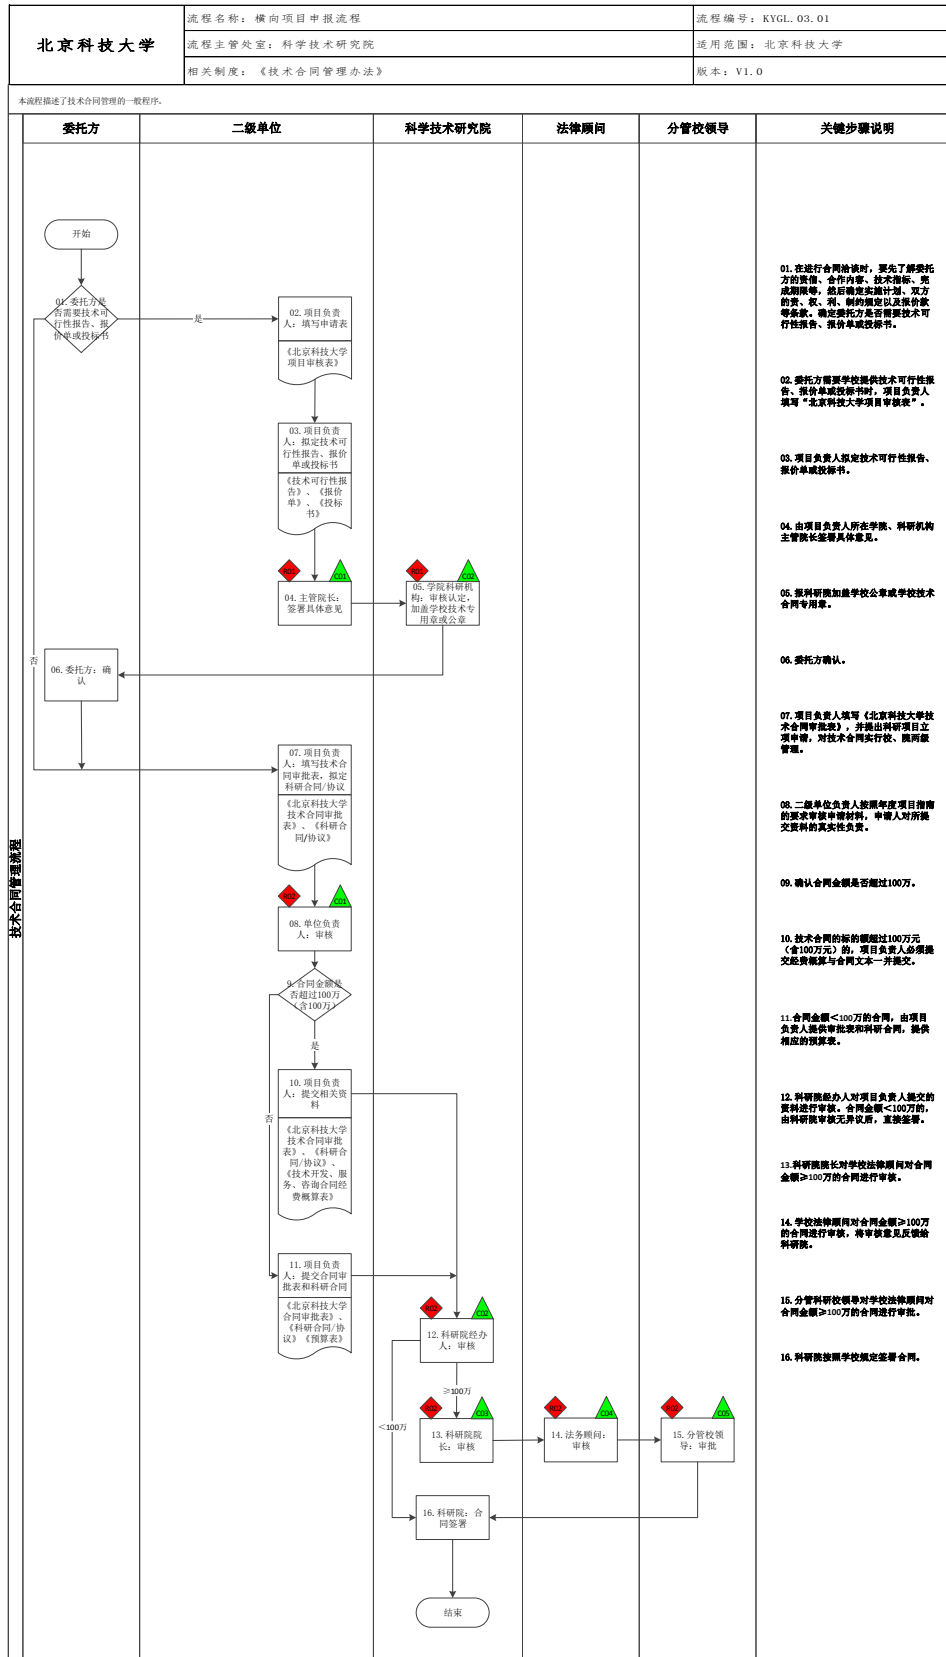 北京科技大学
流程名称：横向项目申报流程
流程编号：KYGL.03.01
流程主管处室：科学技术研究院
适用范围：北京科技大学
相关制度：《技术合同管理办法》
版本：V1.0
本流程描述了技术合同管理的一般程序。
委托方
二级单位
科学技术研究院
法律顾问
分管校领导
关键步骤说明
技术合同管理流程
开始
01.委托方是
否需要技术可
行性报告、报
价单或投标书
是
否
02.项目负责
人：填写申请表
《北京科技大学
项目审核表》
03.项目负责
人：拟定技术可
行性报告、报价
单或投标书
《技术可行性报
告》、《报价
单》、《投标
书》
R01
C01
04.主管院长：
签署具体意见
R01
C02
05.学院科研机
构：审核认定，
加盖学校技术专
用章或公章
06.委托方：确
认
07.项目负责
人：填写技术合
同审批表，拟定
科研合同/协议
《北京科技大学
技术合同审批
表》、《科研合
同/协议》
R02
C01
08.单位负责
人：审核
9.合同金额是
否超过100万
（含100万）
是
否
10.项目负责
人：提交相关资
料
《北京科技大学
技术合同审批
表》、《科研合
同/协议》、
《技术开发、服
务、咨询合同经
费概算表》
11.项目负责
人：提交合同审
批表和科研合同
《北京科技大学
合同审批表》、
《科研合同/协
议》《预算表》
R02
C02
12.科研院经办
人：审核
≥100万
＜100万
R02
C03
13.科研院院
长：审核
R02
C04
14.法务顾问：
审核
R02
C05
15.分管校领
导：审批
16.科研院：合
同签署
结束
01.在进行合同洽谈时，要先了解委托
方的资信、合作内容、技术指标、完
成期限等，然后确定实施计划、双方
的责、权、利、制约规定以及报价款
等条款。确定委托方是否需要技术可
行性报告、报价单或投标书。
02.委托方需要学校提供技术可行性报
告、报价单或投标书时，项目负责人
填写“北京科技大学项目审核表”。
03.项目负责人拟定技术可行性报告、
报价单或投标书。
04.由项目负责人所在学院、科研机构
主管院长签署具体意见。
05.报科研院加盖学校公章或学校技术
合同专用章。
06.委托方确认。
07.项目负责人填写《北京科技大学技
术合同审批表》，并提出科研项目立
项申请，对技术合同实行校、院两级
管理。
08.二级单位负责人按照年度项目指南
的要求审核申请材料，申请人对所提
交资料的真实性负责。
09.确认合同金额是否超过100万。
10.技术合同的标的额超过100万元
（含100万元）的，项目负责人必须提
交经费概算与合同文本一并提交。
11.合同金额＜100万的合同，由项目
负责人提供审批表和科研合同，提供
相应的预算表。
12.科研院经办人对项目负责人提交的
资料进行审核。合同金额＜100万的，
由科研院审核无异议后，直接签署。
13.科研院院长对学校法律顾问对合同
金额≥100万的合同进行审核。
14.学校法律顾问对合同金额≥100万
的合同进行审核，将审核意见反馈给
科研院。
15.分管科研校领导对学校法律顾问对
合同金额≥100万的合同进行审批。
16.科研院按照学校规定签署合同。